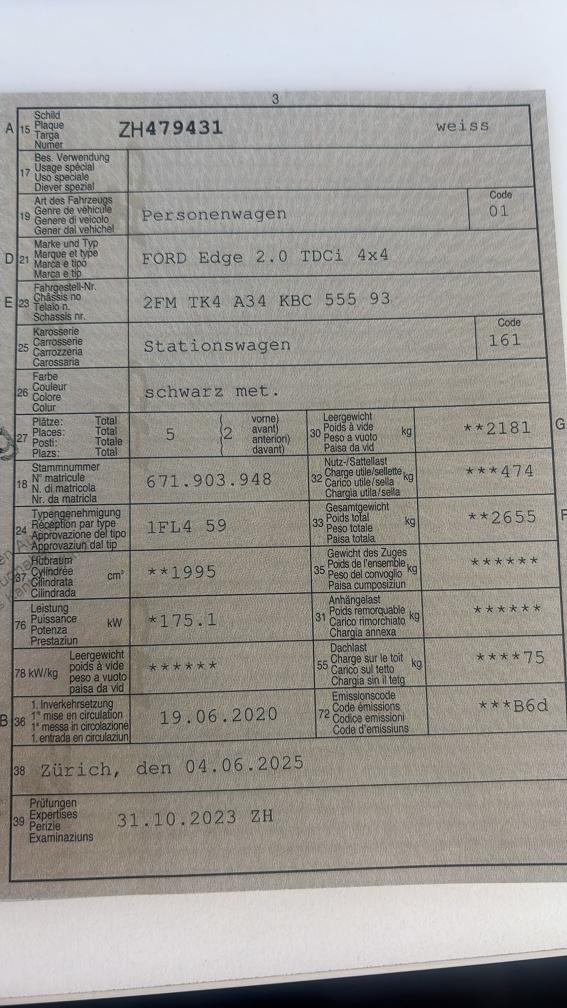 3
A 15 Schild Plaque Targa Numer ZH479431 weiss
17 Bes. Verwendung Usage spécial Uso speciale Diever spezial
19 Art des Fahrzeugs Genre de véhicule Genere di veicolo Gener dal vehichel Personenwagen Code 01
D 21 Marke und Typ Marque et type Marca e tipo Marca e tip FORD Edge 2.0 TDCi 4x4
E 23 Fahrgestell-Nr. Châssis no Telaio n. Schassis nr. 2FM TK4 A34 KBC 555 93
25 Karosserie Carrosserie Carrozzeria Carossaria Stationswagen Code 161
26 Farbe Couleur Colore Colur schwarz met.
27 Plätze: Total Places: Total Posti: Totale Plazs: Total 5 (2 vorne) avant) anteriori) davant) 30 Leergewicht Poids à vide Peso a vuoto Paisa da vid kg **2181 G
18 Stammnummer N° matricule N. di matricola Nr. da matricla 671.903.948 32 Nutz-/Sattellast Charge utile/sellette Carico utile/sella Chargia utila/sella kg ***474
24 Typengenehmigung Réception par type Approvazione del tipo Approvaziun dal tip 1FL4 59 33 Gesamtgewicht Poids total Peso totale Paisa totala kg **2655 F
37 Hubraum Cylindrée Cilindrata Cilindrada cm³ **1995 35 Gewicht des Zuges Poids de l'ensemble Peso del convoglio Paisa cumposiziun kg ******
76 Leistung Puissance Potenza Prestaziun kW *175.1 31 Anhängelast Poids remorquable Carico rimorchiato Chargia annexa kg ******
78 kW/kg Leergewicht poids à vide peso a vuoto paisa da vid ****** 55 Dachlast Charge sur le toit Carico sul tetto Chargia sin il tetg kg ****75
B 36 1. Inverkehrsetzung 1re mise en circulation 1a messa in circolazione 1. entrada en circulaziun 19.06.2020 72 Emissionscode Code émissions Codice emissioni Code d'emissiuns ***B6d
38 Zürich, den 04.06.2025
39 Prüfungen Expertises Perizie Examinaziuns 31.10.2023 ZH